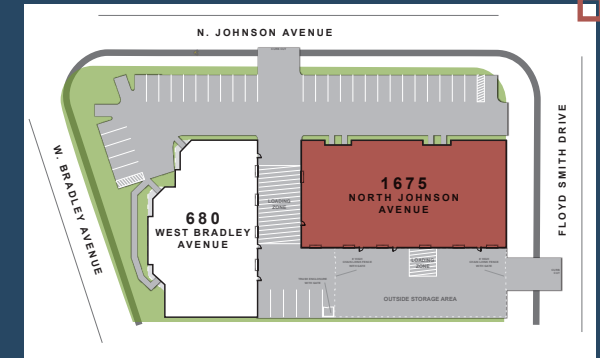 N. JOHNSON AVENUE
W. BRADLEY AVENUE
FLOYD SMITH DRIVE
680
WEST BRADLEY
AVENUE
LOADING
ZONE
1675
NORTH JOHNSON
AVENUE
LOADING
ZONE
OUTSIDE STORAGE AREA